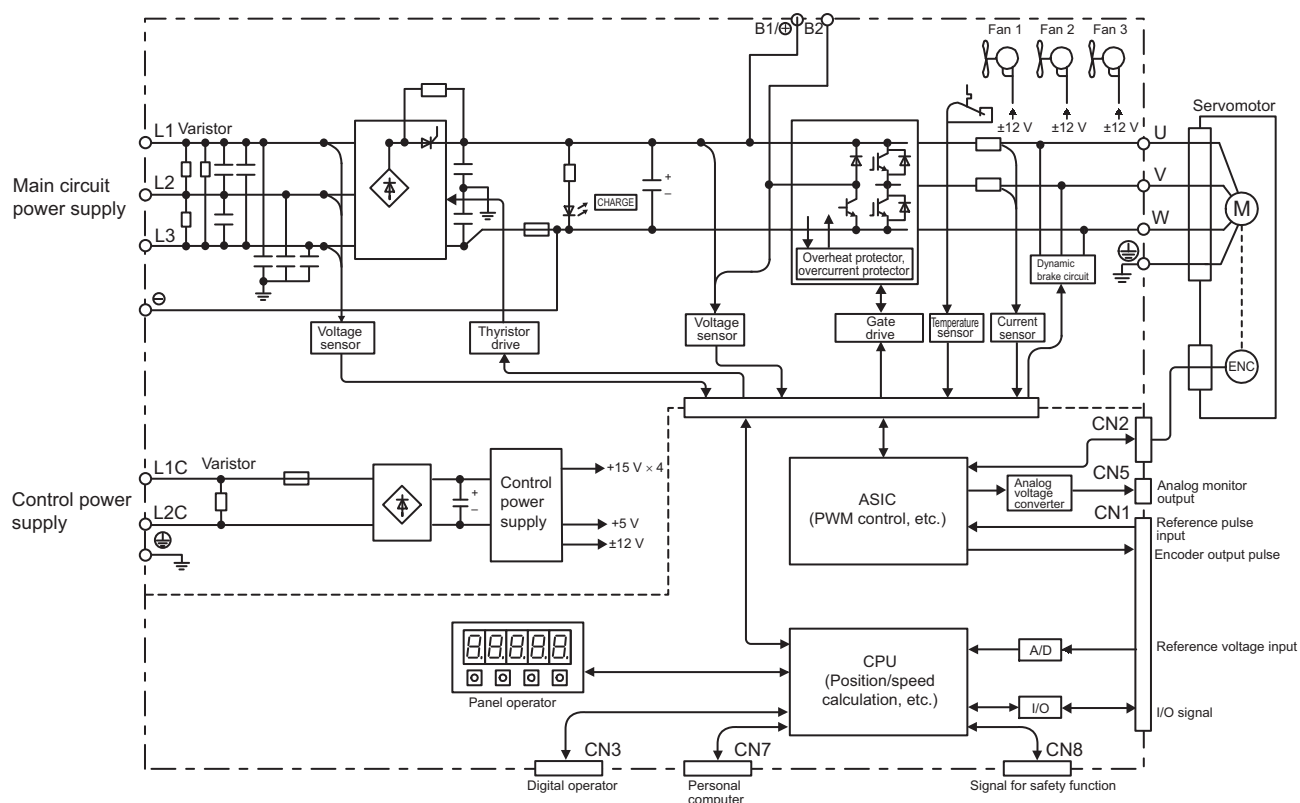 B1/⊕ B2
Fan 1 Fan 2 Fan 3
±12 V ±12 V ±12 V
Servomotor
L1 Varistor
U
Main circuit
power supply
L2
V
+
–
CHARGE
M
L3
W
Overheat protector,
overcurrent protector
Dynamic
brake circuit
⊖
Voltage
sensor
Thyristor
drive
Voltage
sensor
Gate
drive
Temperature
sensor
Current
sensor
ENC
CN2
L1C Varistor
Control power
supply
L2C
+
–
Control
power
supply
+15 V × 4
+5 V
±12 V
ASIC
(PWM control, etc.)
Analog
voltage
converter
CN5
Analog monitor
output
CN1
Reference pulse
input
Encoder output pulse
8.8.8.8.8.
Panel operator
CPU
(Position/speed
calculation, etc.)
A/D
Reference voltage input
I/O
I/O signal
CN3
Digital operator
CN7
Personal
computer
CN8
Signal for safety function